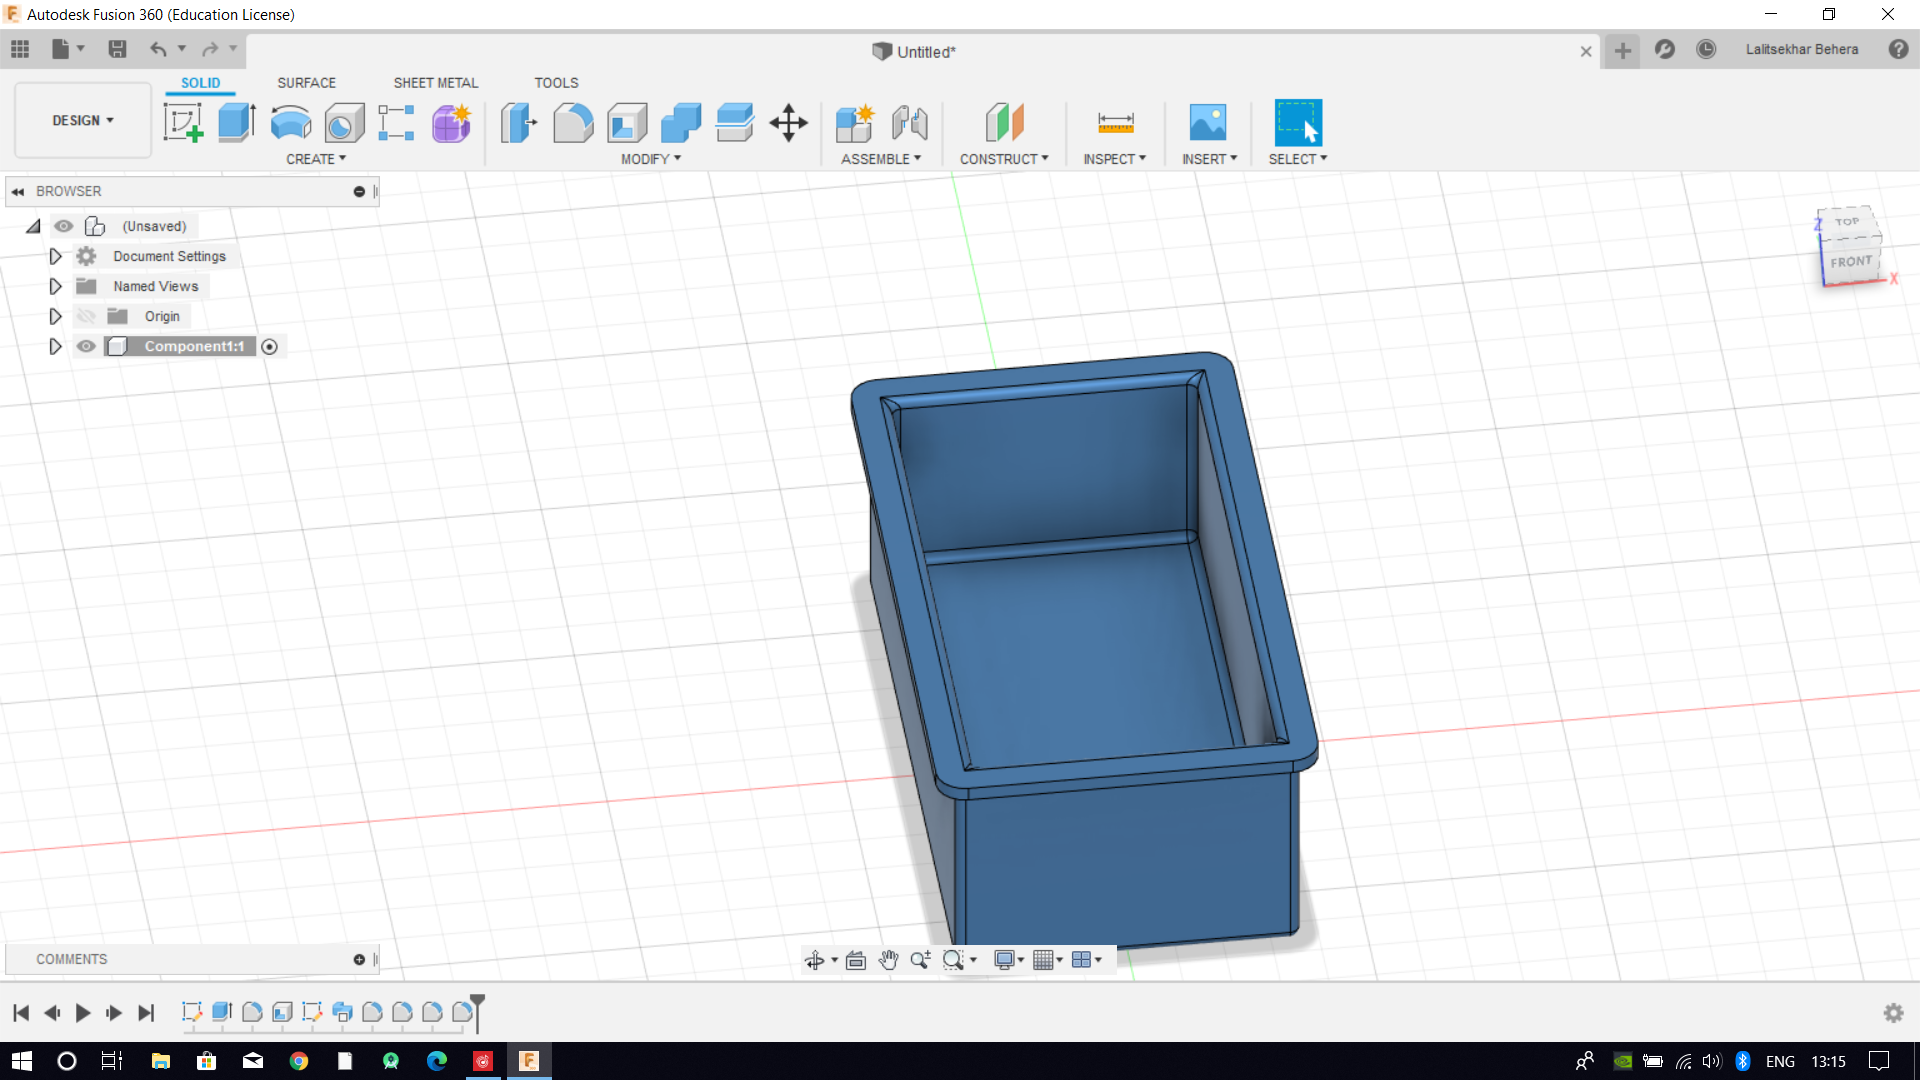 Autodesk Fusion 360 (Education License)
Untitled*
Lalitsekhar Behera
DESIGN
SOLID
SURFACE
SHEET METAL
TOOLS
CREATE
MODIFY
ASSEMBLE
CONSTRUCT
INSPECT
INSERT
SELECT
BROWSER
(Unsaved)
Document Settings
Named Views
Origin
Component1:1
TOP
FRONT
Z
X
COMMENTS
ENG
13:15